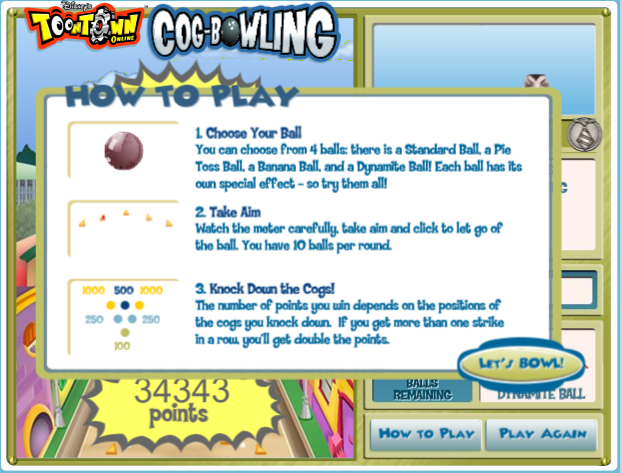 Disney's
TOONTOWN
ONLINE
COG-BOWLING
HOW TO PLAY
1. Choose Your Ball
You can choose from 4 balls: there is a Standard Ball, a Pie
Toss Ball, a Banana Ball, and a Dynamite Ball! Each ball has its
own special effect - so try them all!
2. Take Aim
Watch the meter carefully, take aim and click to let go of
the ball. You have 10 balls per round.
1000 500 1000
250 250
100
3. Knock Down the Cogs!
The number of points you win depends on the positions of
the cogs you knock down. If you get more than one strike
in a row, you'll get double the points.
LET'S BOWL!
34343
points
BALLS
REMAINING
DYNAMITE BALL
HOW TO PLAY
PLAY AGAIN